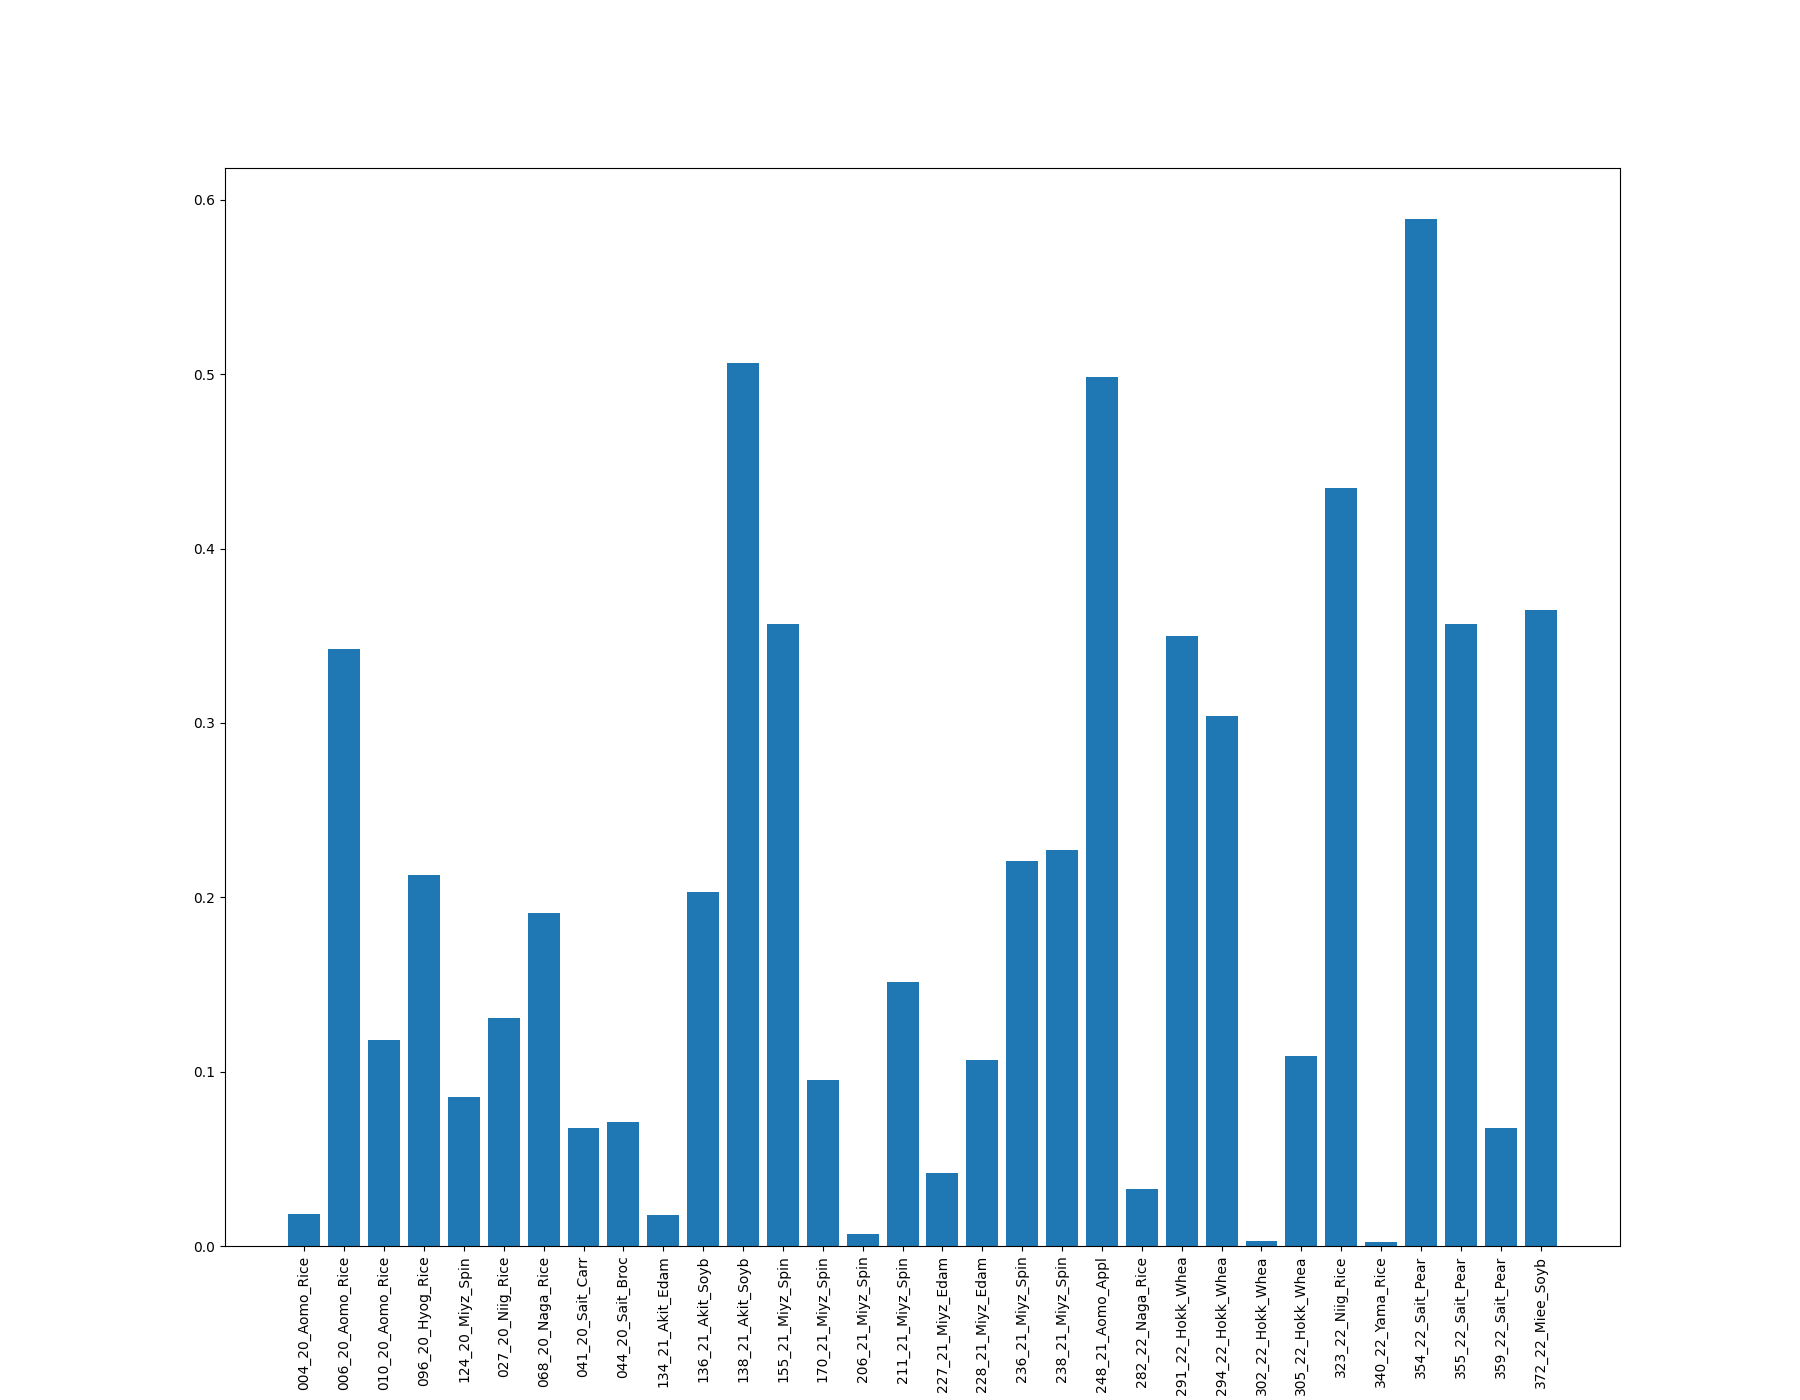 0.6
0.5
0.4
0.3
0.2
0.1
0.0
004_20_Aomo_Rice
006_20_Aomo_Rice
010_20_Aomo_Rice
096_20_Hyog_Rice
124_20_Miyz_Spin
027_20_Niig_Rice
068_20_Naga_Rice
041_20_Sait_Carr
044_20_Sait_Broc
134_21_Akit_Edam
136_21_Akit_Soyb
138_21_Akit_Soyb
155_21_Miyz_Spin
170_21_Miyz_Spin
206_21_Miyz_Spin
211_21_Miyz_Spin
227_21_Miyz_Edam
228_21_Miyz_Edam
236_21_Miyz_Spin
238_21_Miyz_Spin
248_21_Aomo_Appl
282_22_Naga_Rice
291_22_Hokk_Whea
294_22_Hokk_Whea
302_22_Hokk_Whea
305_22_Hokk_Whea
323_22_Niig_Rice
340_22_Yama_Rice
354_22_Sait_Pear
355_22_Sait_Pear
359_22_Sait_Pear
372_22_Miee_Soyb